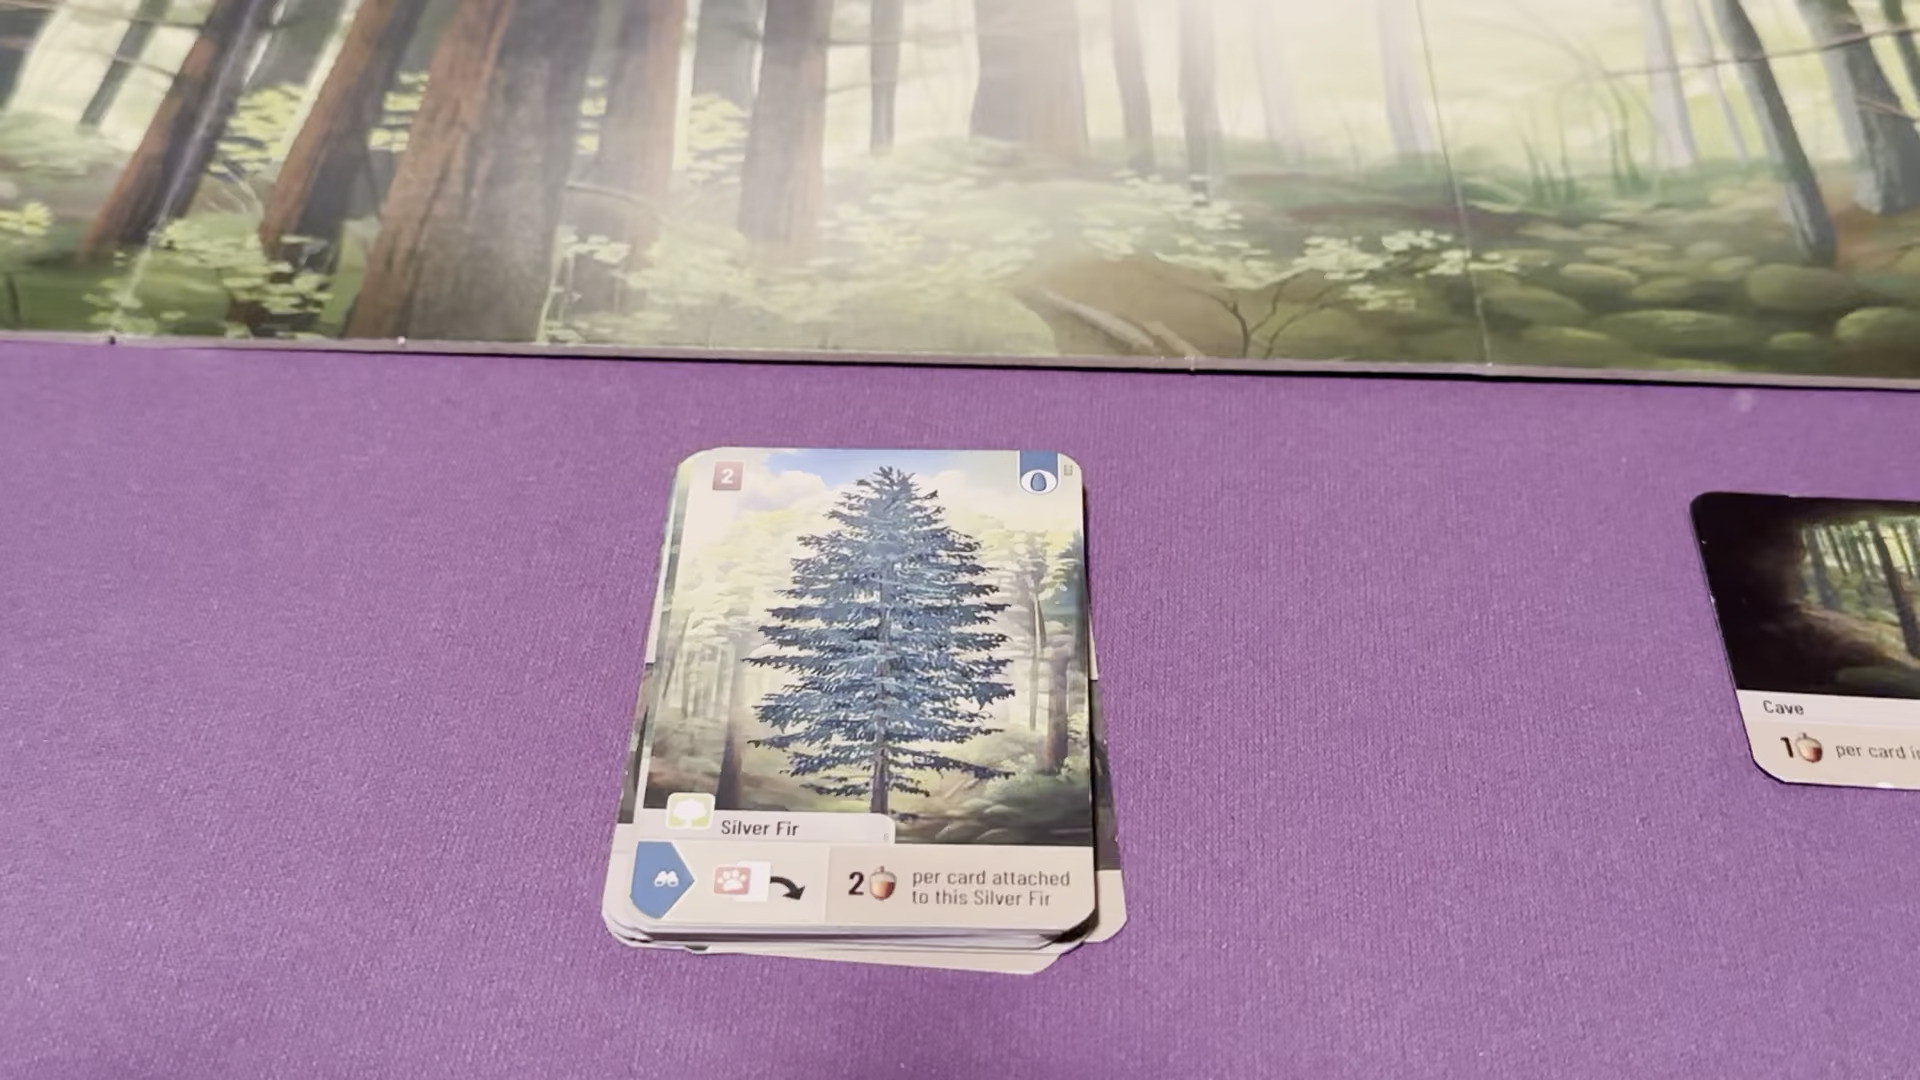 2
Silver Fir
2 per card attached
to this Silver Fir
Cave
1 per card